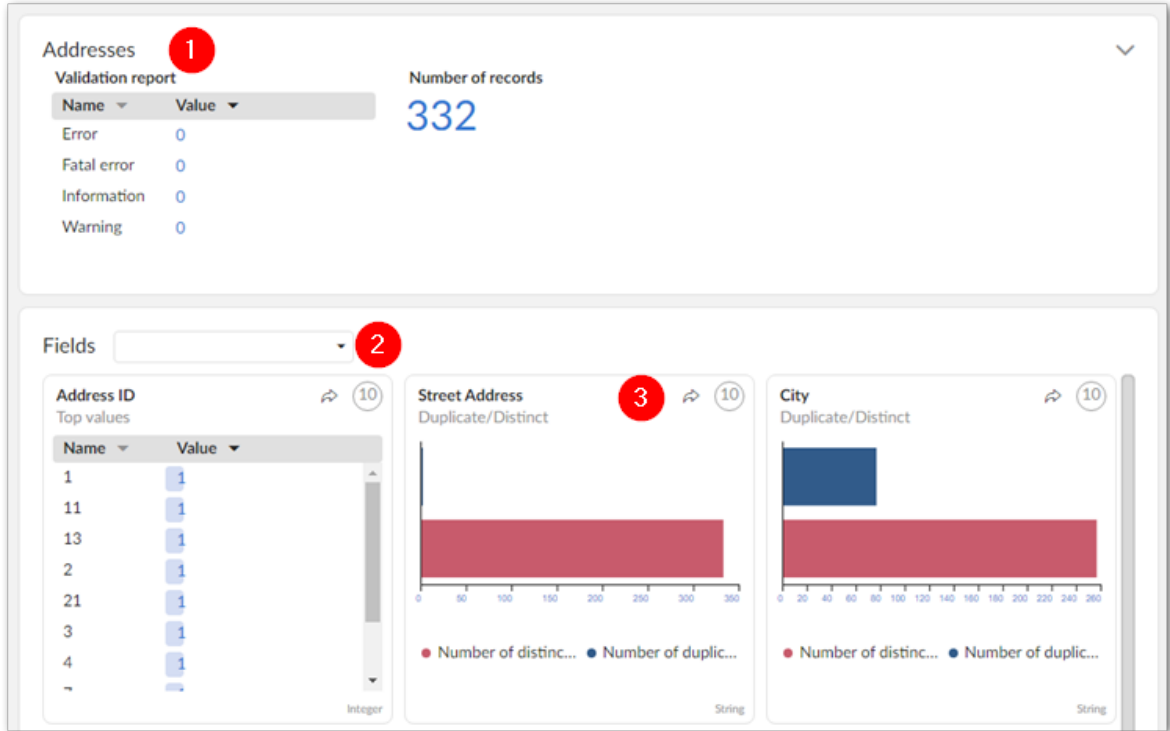 Addresses 1
Validation report
Name Value
Error 0
Fatal error 0
Information 0
Warning 0
Number of records
332
Fields 2
Address ID 10
Top values
Name Value
1 1
11 1
13 1
2 1
21 1
3 1
4 1
Integer
Street Address 3 10
Duplicate/Distinct
0 50 100 150 200 250 300 350
Number of distinc... Number of duplic...
String
City 10
Duplicate/Distinct
0 20 40 60 80 100 120 140 160 180 200 220 240 260
Number of distinc... Number of duplic...
String